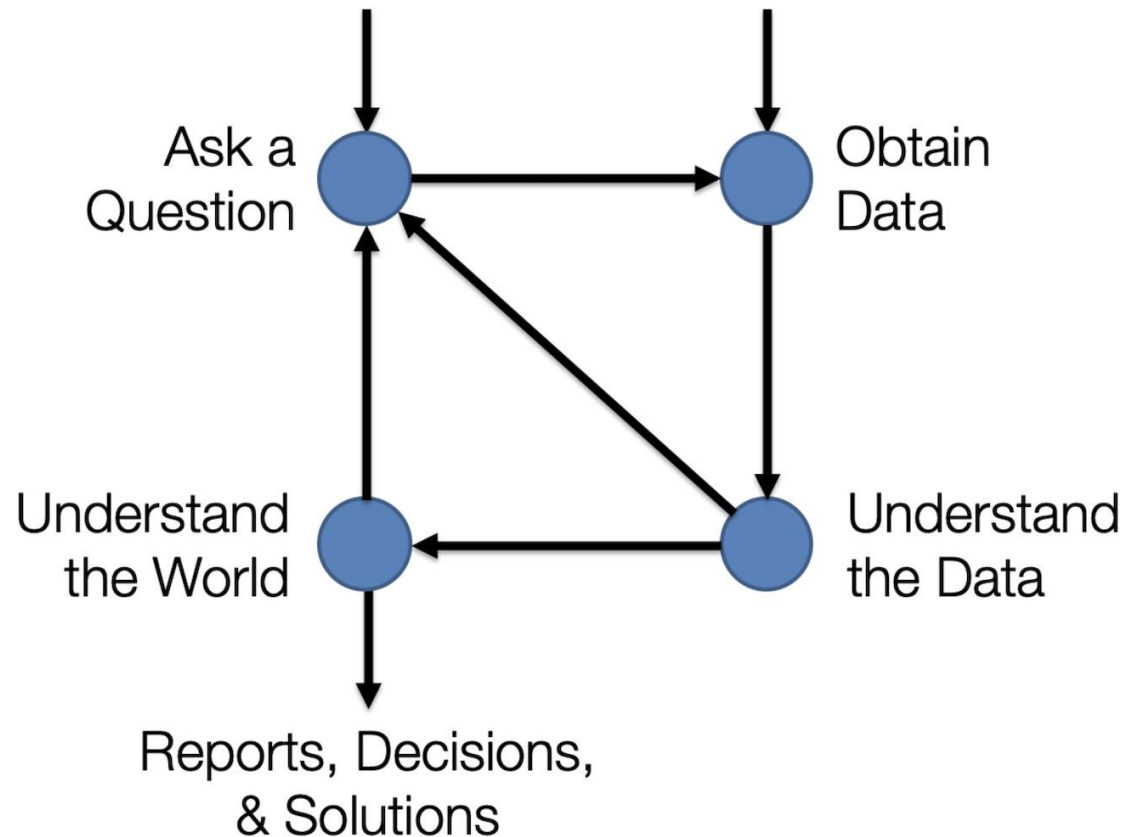 Ask a
Question
Obtain
Data
Understand
the World
Understand
the Data
Reports, Decisions,
& Solutions